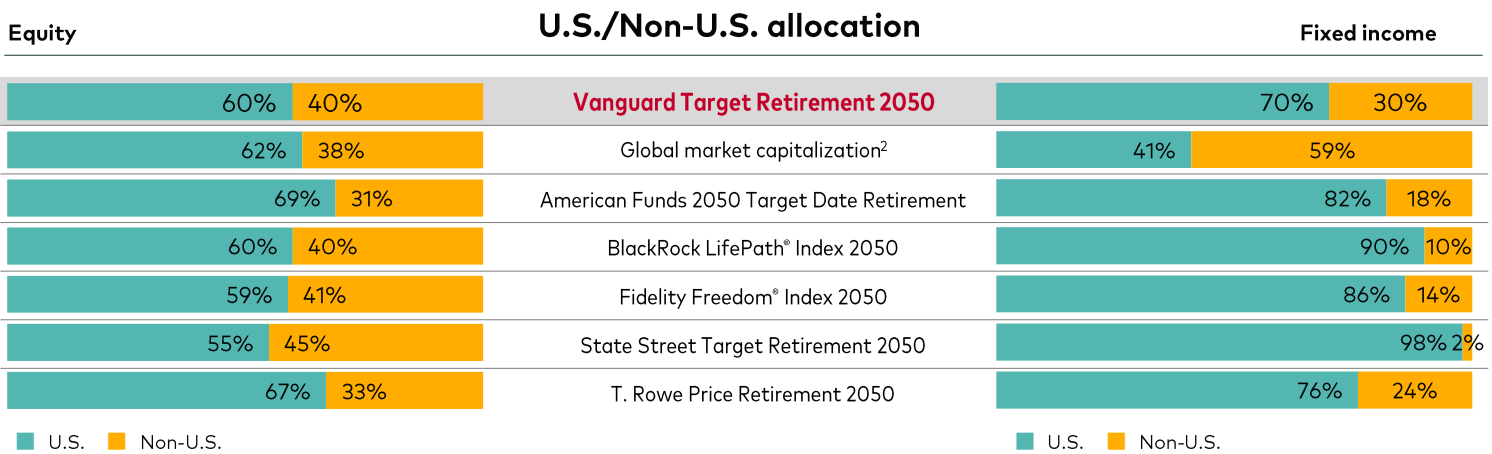 Equity U.S./Non-U.S. allocation Fixed income
60% 40% Vanguard Target Retirement 2050 70% 30%
62% 38% Global market capitalization² 41% 59%
69% 31% American Funds 2050 Target Date Retirement 82% 18%
60% 40% BlackRock LifePath® Index 2050 90% 10%
59% 41% Fidelity Freedom® Index 2050 86% 14%
55% 45% State Street Target Retirement 2050 98% 2%
67% 33% T. Rowe Price Retirement 2050 76% 24%
U.S. Non-U.S. U.S. Non-U.S.